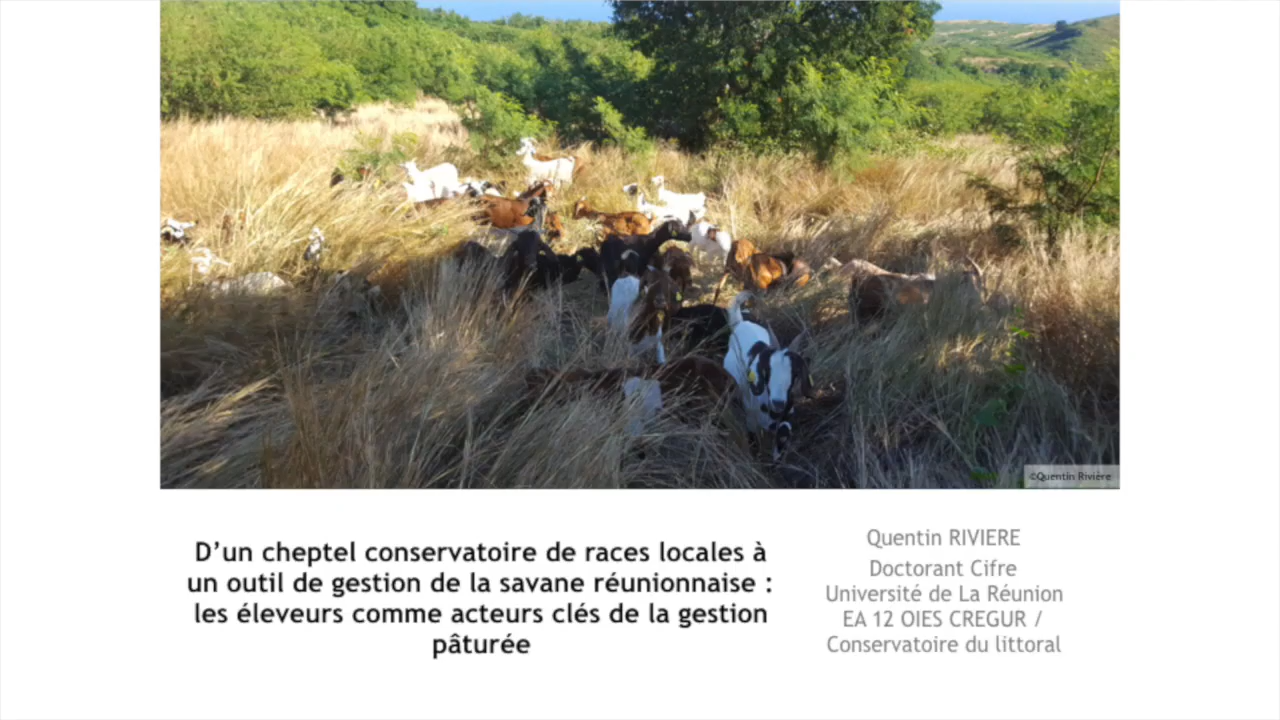 ©Quentin Rivière
D’un cheptel conservatoire de races locales à
un outil de gestion de la savane réunionnaise :
les éleveurs comme acteurs clés de la gestion
pâturée
Quentin RIVIERE
Doctorant Cifre
Université de La Réunion
EA 12 OIES CREGUR /
Conservatoire du littoral